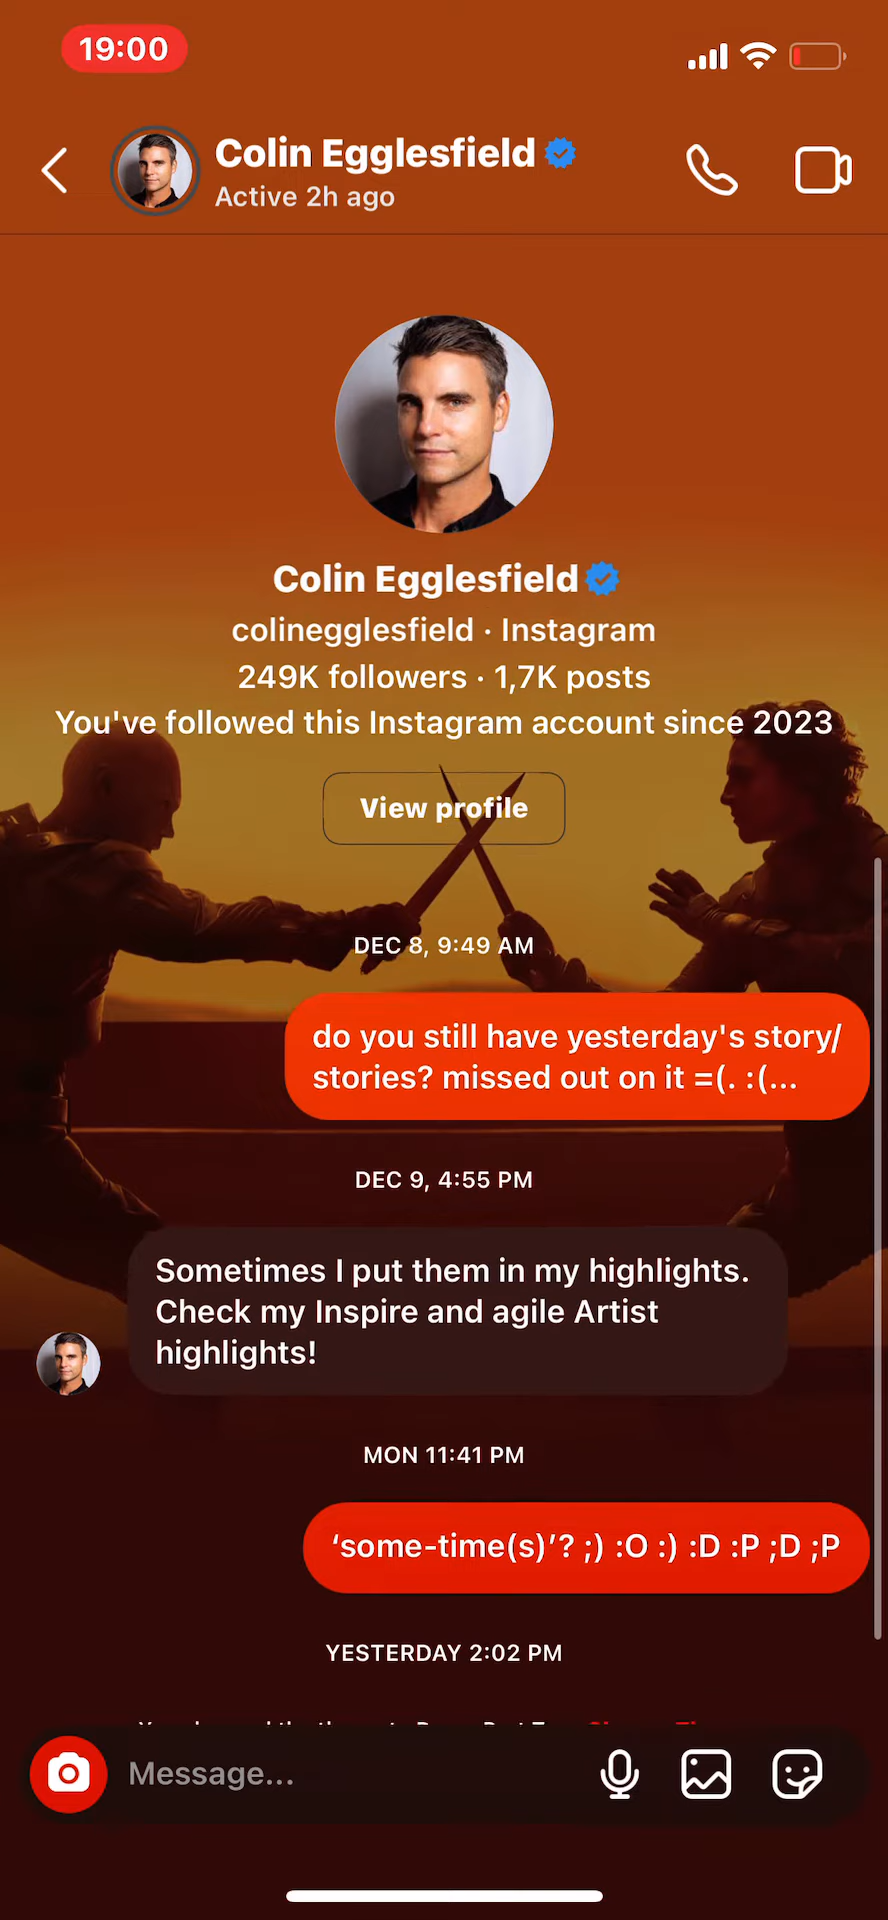 19:00
Colin Egglesfield
Active 2h ago
Colin Egglesfield
colinegglesfield · Instagram
249K followers · 1,7K posts
You've followed this Instagram account since 2023
View profile
DEC 8, 9:49 AM
do you still have yesterday's story/
stories? missed out on it =(. :(...
DEC 9, 4:55 PM
Sometimes I put them in my highlights.
Check my Inspire and agile Artist
highlights!
MON 11:41 PM
‘some-time(s)’? ;) :O :) :D :P ;D ;P
YESTERDAY 2:02 PM
Message...